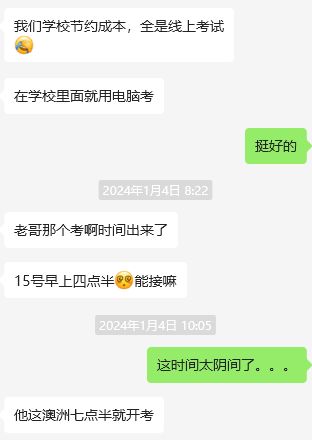 我们学校节约成本，全是线上考试
😂
在学校里面就用电脑考
挺好的
2024年1月4日 8:22
老哥那个考啊时间出来了
15号早上四点半😵能接嘛
2024年1月4日 10:05
这时间太阴间了。。。
他这澳洲七点半就开考